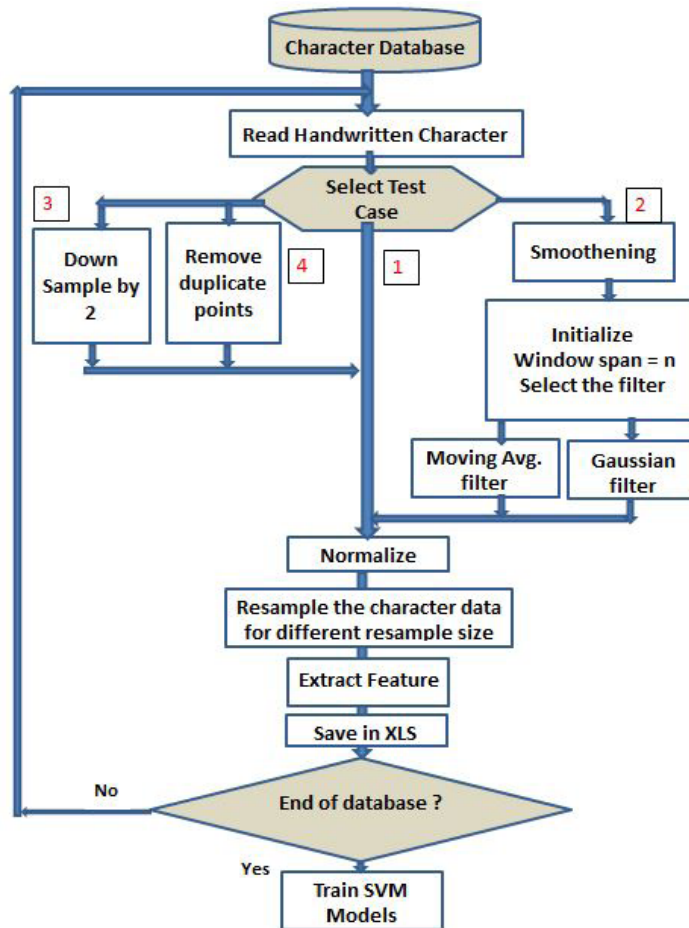 Character Database
Read Handwritten Character
Select Test
Case
3
2
Down
Sample by
2
Remove
duplicate
points
4
1
Smoothening
Initialize
Window span = n
Select the filter
Moving Avg.
filter
Gaussian
filter
Normalize
Resample the character data
for different resample size
Extract Feature
Save in XLS
No
End of database ?
Yes
Train SVM
Models